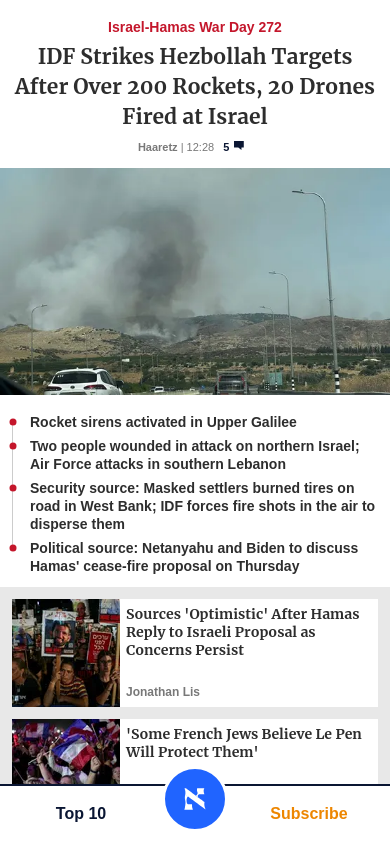 Israel-Hamas War Day 272
IDF Strikes Hezbollah Targets
After Over 200 Rockets, 20 Drones
Fired at Israel
Haaretz | 12:28 5
Rocket sirens activated in Upper Galilee
Two people wounded in attack on northern Israel;
Air Force attacks in southern Lebanon
Security source: Masked settlers burned tires on
road in West Bank; IDF forces fire shots in the air to
disperse them
Political source: Netanyahu and Biden to discuss
Hamas' cease-fire proposal on Thursday
Sources 'Optimistic' After Hamas
Reply to Israeli Proposal as
Concerns Persist
Jonathan Lis
'Some French Jews Believe Le Pen
Will Protect Them'
Top 10
א
Subscribe